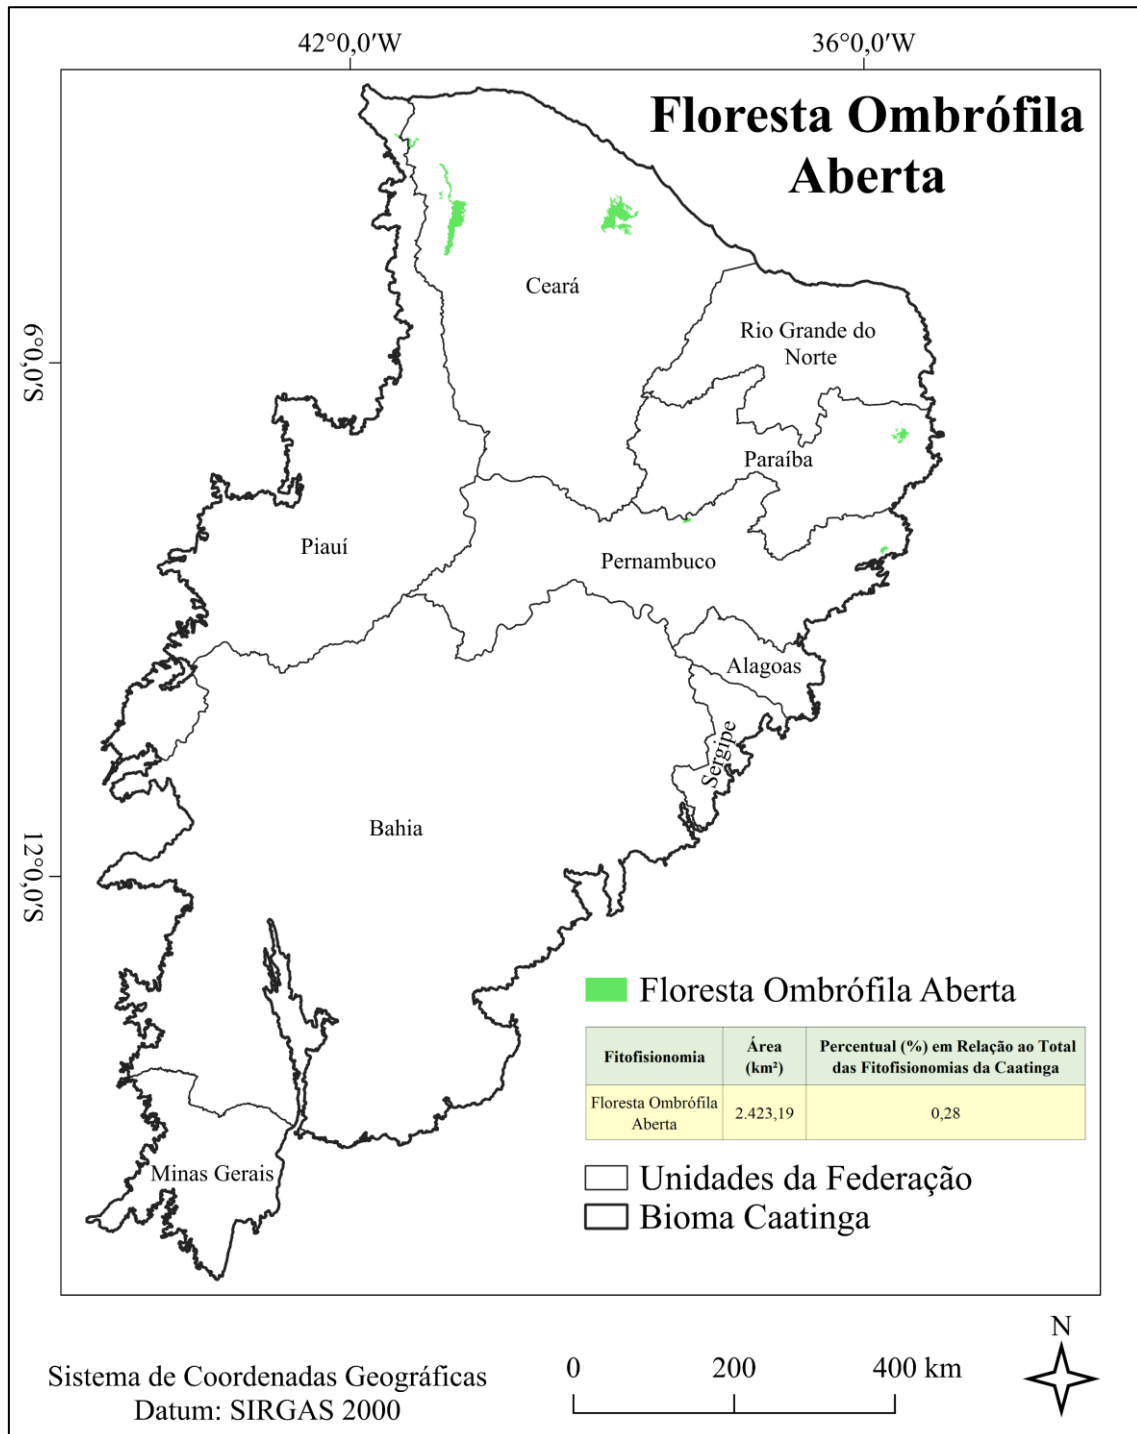 42°0,0'W
36°0,0'W
Floresta Ombrófila
Aberta
Ceará
Rio Grande do
Norte
6°0,0'S
Paraíba
Piauí
Pernambuco
Alagoas
Sergipe
Bahia
12°0,0'S
Floresta Ombrófila Aberta
Fitofisionomia
Área
(km²)
Percentual (%) em Relação ao Total
das Fitofisionomias da Caatinga
Floresta Ombrófila
Aberta
2.423,19
0,28
Minas Gerais
Unidades da Federação
Bioma Caatinga
Sistema de Coordenadas Geográficas
Datum: SIRGAS 2000
0
200
400 km
N